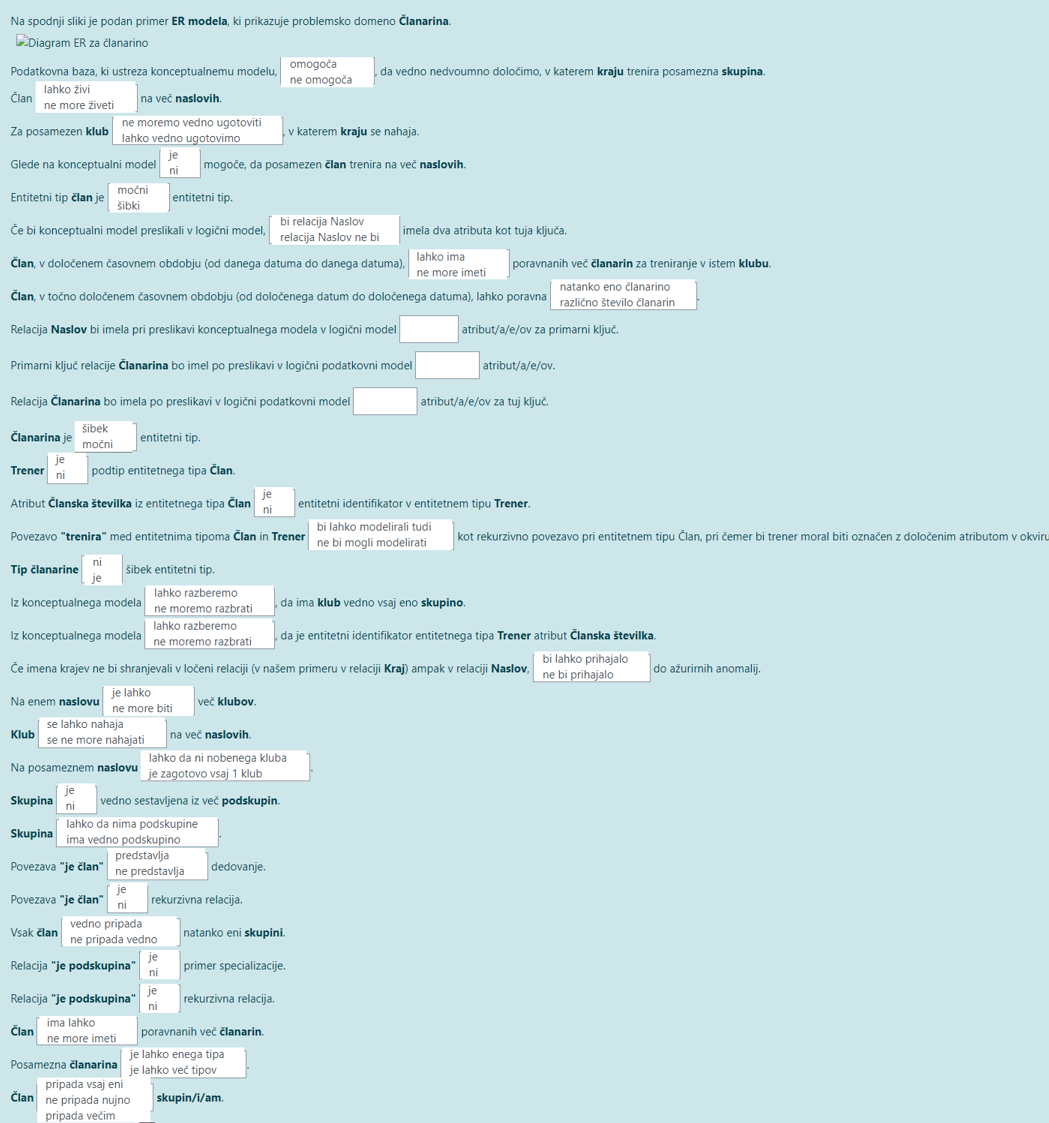 Na spodnji sliki je podan primer ER modela, ki prikazuje problemsko domeno Članarina.
Diagram ER za članarino
Podatkovna baza, ki ustreza konceptualnemu modelu, omogoča ne omogoča, da vedno nedvoumno določimo, v katerem kraju trenira posamezna skupina.
Član lahko živi ne more živeti na več naslovih.
Za posamezen klub ne moremo vedno ugotoviti lahko vedno ugotovimo, v katerem kraju se nahaja.
Glede na konceptualni model je ni mogoče, da posamezen član trenira na več naslovih.
Entitetni tip član je močni šibki entitetni tip.
Če bi konceptualni model preslikali v logični model, bi relacija Naslov relacija Naslov ne bi imela dva atributa kot tuja ključa.
Član, v določenem časovnem obdobju (od danega datuma do danega datuma), lahko ima ne more imeti poravnanih več članarin za treniranje v istem klubu.
Član, v točno določenem časovnem obdobju (od določenega datum do določenega datuma), lahko poravna natanko eno članarino različno število članarin.
Relacija Naslov bi imela pri preslikavi konceptualnega modela v logični model atribut/a/e/ov za primarni ključ.
Primarni ključ relacije Članarina bo imel po preslikavi v logični podatkovni model atribut/a/e/ov.
Relacija Članarina bo imela po preslikavi v logični podatkovni model atribut/a/e/ov za tuj ključ.
Članarina je šibek močni entitetni tip.
Trener je ni podtip entitetnega tipa Član.
Atribut Članska številka iz entitetnega tipa Član je ni entitetni identifikator v entitetnem tipu Trener.
Povezavo "trenira" med entitetnima tipoma Član in Trener bi lahko modelirali tudi ne bi mogli modelirati kot rekurzivno povezavo pri entitetnem tipu Član, pri čemer bi trener moral biti označen z določenim atributom v okviru
Tip članarine ni je šibek entitetni tip.
Iz konceptualnega modela lahko razberemo ne moremo razbrati, da ima klub vedno vsaj eno skupino.
Iz konceptualnega modela lahko razberemo ne moremo razbrati, da je entitetni identifikator entitetnega tipa Trener atribut Članska številka.
Če imena krajev ne bi shranjevali v ločeni relaciji (v našem primeru v relaciji Kraj) ampak v relaciji Naslov, bi lahko prihajalo ne bi prihajalo do ažurirnih anomalij.
Na enem naslovu je lahko ne more biti več klubov.
Klub se lahko nahaja se ne more nahajati na več naslovih.
Na posameznem naslovu lahko da ni nobenega kluba je zagotovo vsaj 1 klub.
Skupina je ni vedno sestavljena iz več podskupin.
Skupina lahko da nima podskupine ima vedno podskupino.
Povezava "je član" predstavlja ne predstavlja dedovanje.
Povezava "je član" je ni rekurzivna relacija.
Vsak član vedno pripada ne pripada vedno natanko eni skupini.
Relacija "je podskupina" je ni primer specializacije.
Relacija "je podskupina" je ni rekurzivna relacija.
Član ima lahko ne more imeti poravnanih več članarin.
Posamezna članarina je lahko enega tipa je lahko več tipov.
Član pripada vsaj eni ne pripada nujno pripada večim skupin/i/am.